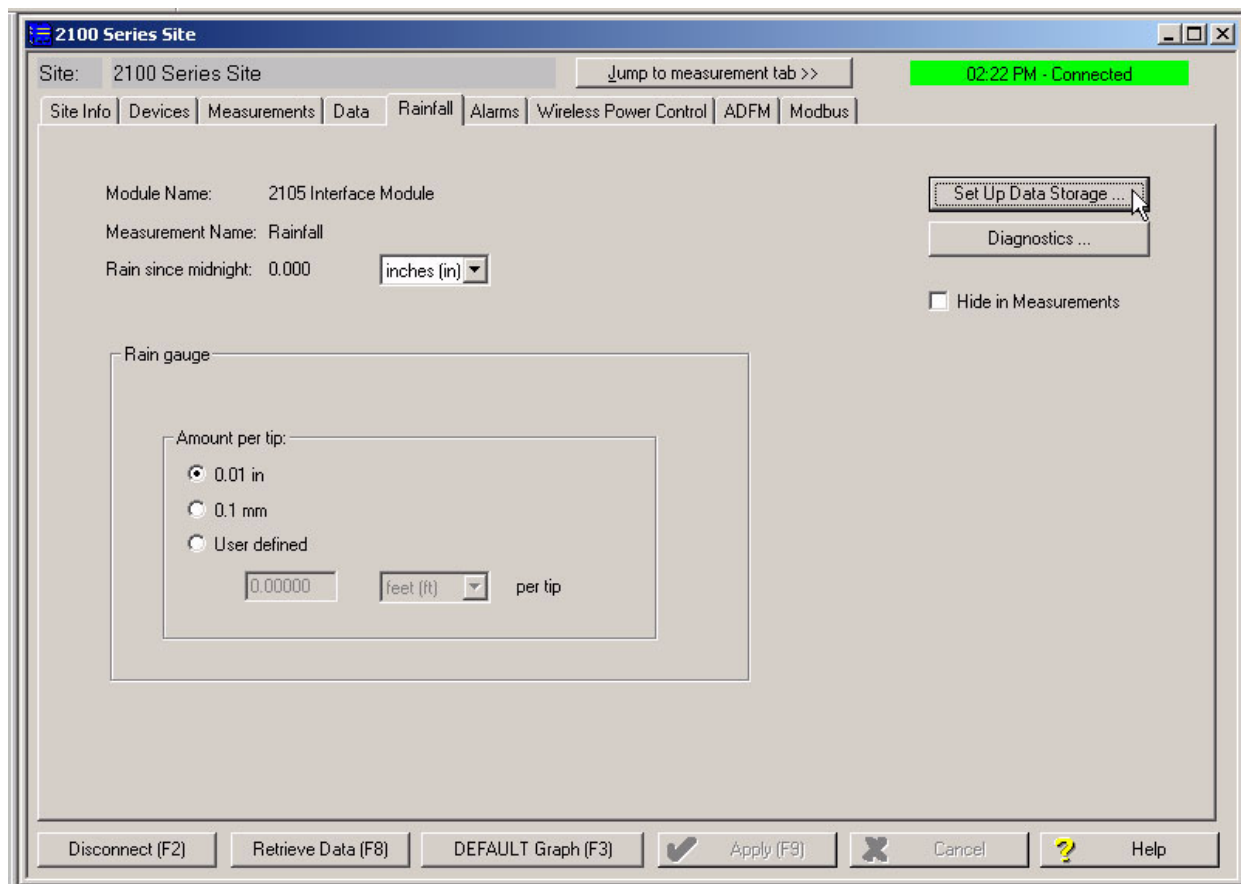 2100 Series Site
Site: 2100 Series Site Jump to measurement tab >> 02:22 PM - Connected
Site Info Devices Measurements Data Rainfall Alarms Wireless Power Control ADFM Modbus
Module Name: 2105 Interface Module Set Up Data Storage ...
Measurement Name: Rainfall Diagnostics ...
Rain since midnight: 0.000 inches (in)
Hide in Measurements
Rain gauge
Amount per tip:
0.01 in
0.1 mm
User defined
0.00000 feet (ft) per tip
Disconnect (F2) Retrieve Data (F8) DEFAULT Graph (F3) Apply (F9) Cancel Help